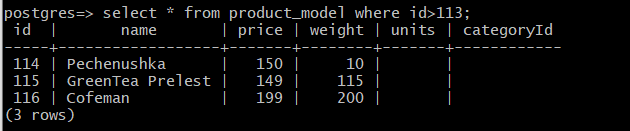 postgres=> select * from product_model where id>113;
 id  |       name       | price | weight | units | categoryId
-----+------------------+-------+--------+-------+------------
 114 | Pechenushka      |   150 |     10 |       |
 115 | GreenTea Prelest |   149 |    115 |       |
 116 | Cofeman          |   199 |    200 |       |
(3 rows)